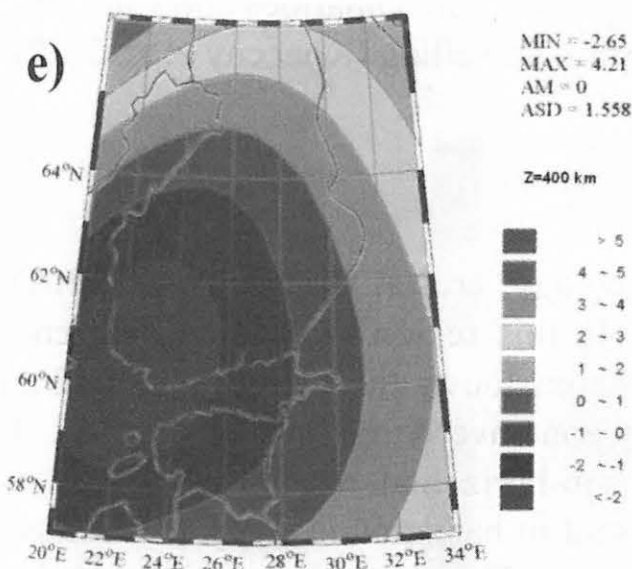 e)
MIN = -2.65
MAX = 4.21
AM = 0
ASD = 1.558
Z=400 km
64°N
62°N
60°N
58°N
20°E 22°E 24°E 26°E 28°E 30°E 32°E 34°E
> 5
4 ~ 5
3 ~ 4
2 ~ 3
1 ~ 2
0 ~ 1
-1 ~ 0
-2 ~ -1
<-2